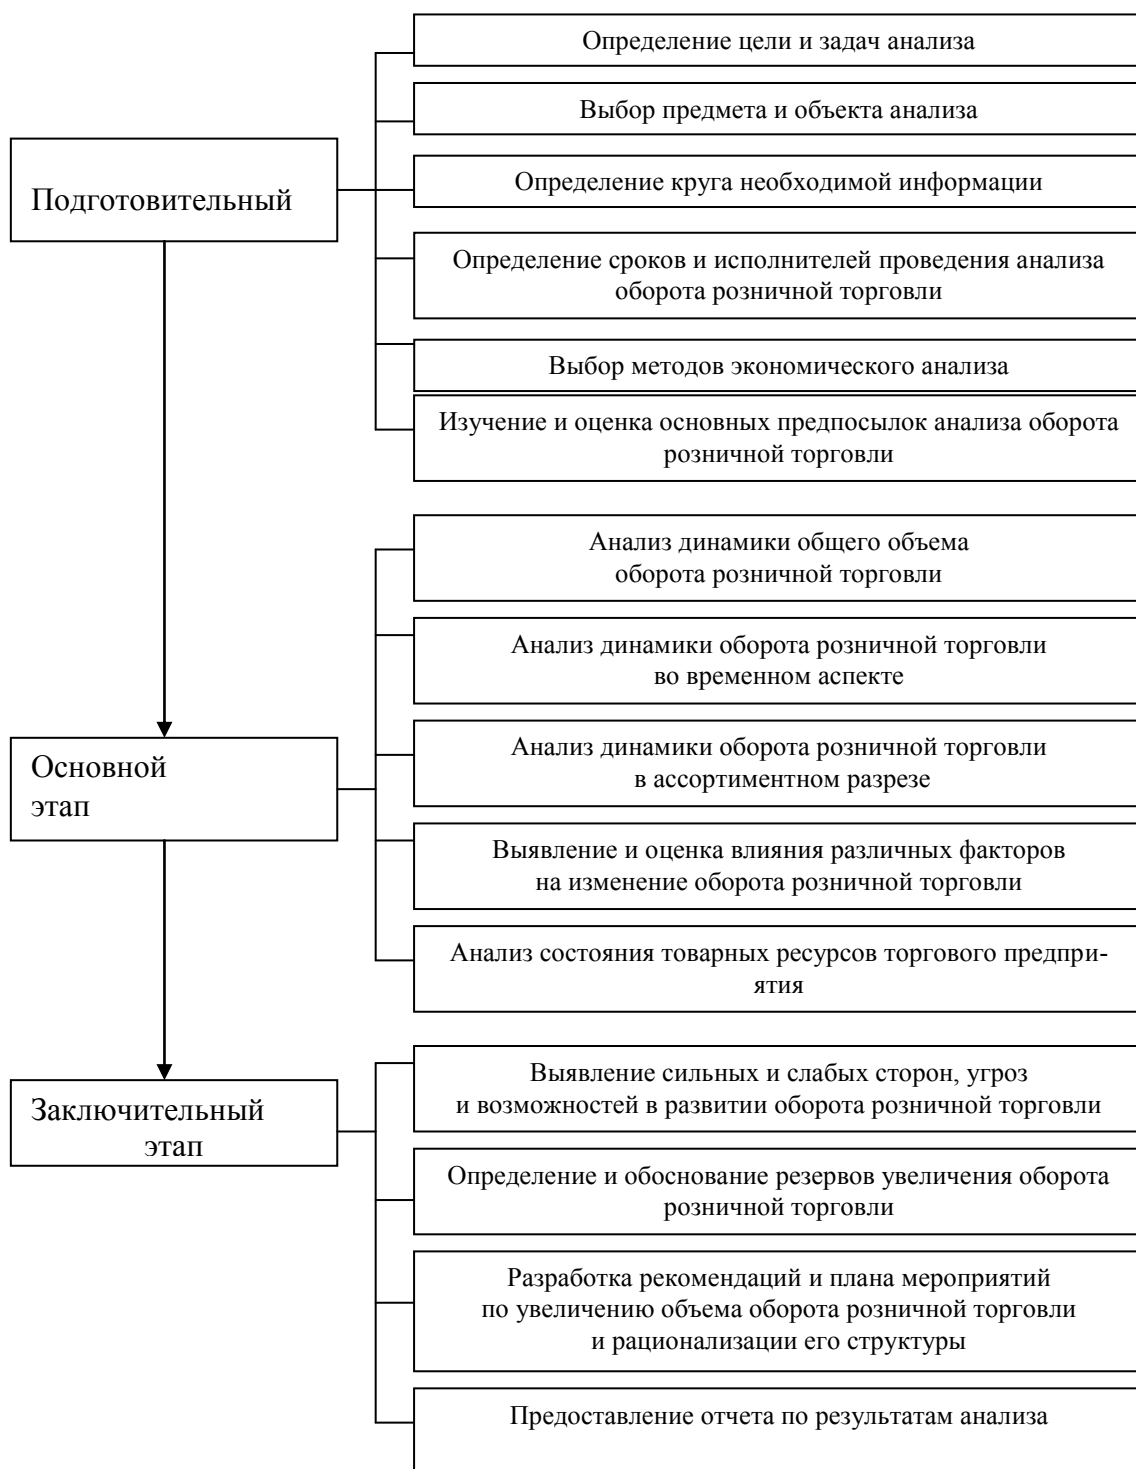 Определение цели и задач анализа
Выбор предмета и объекта анализа
Подготовительный
Определение круга необходимой информации
Определение сроков и исполнителей проведения анализа
оборота розничной торговли
Выбор методов экономического анализа
Изучение и оценка основных предпосылок анализа оборота
розничной торговли
Анализ динамики общего объема
оборота розничной торговли
Анализ динамики оборота розничной торговли
во временном аспекте
Основной
этап
Анализ динамики оборота розничной торговли
в ассортиментном разрезе
Выявление и оценка влияния различных факторов
на изменение оборота розничной торговли
Анализ состояния товарных ресурсов торгового предпри-
ятия
Заключительный
этап
Выявление сильных и слабых сторон, угроз
и возможностей в развитии оборота розничной торговли
Определение и обоснование резервов увеличения оборота
розничной торговли
Разработка рекомендаций и плана мероприятий
по увеличению объема оборота розничной торговли
и рационализации его структуры
Предоставление отчета по результатам анализа